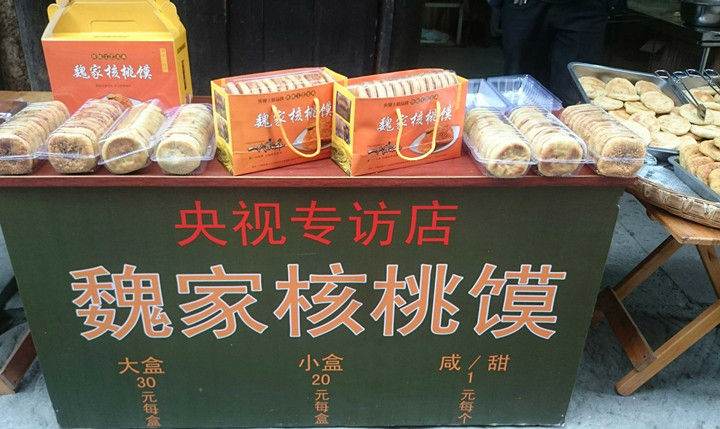 魏家核桃馍
魏家核桃馍
魏家核桃馍
央视专访店
魏家核桃馍
大盒
30
元每盒
小盒
20
元每盒
咸/甜
1
元每个